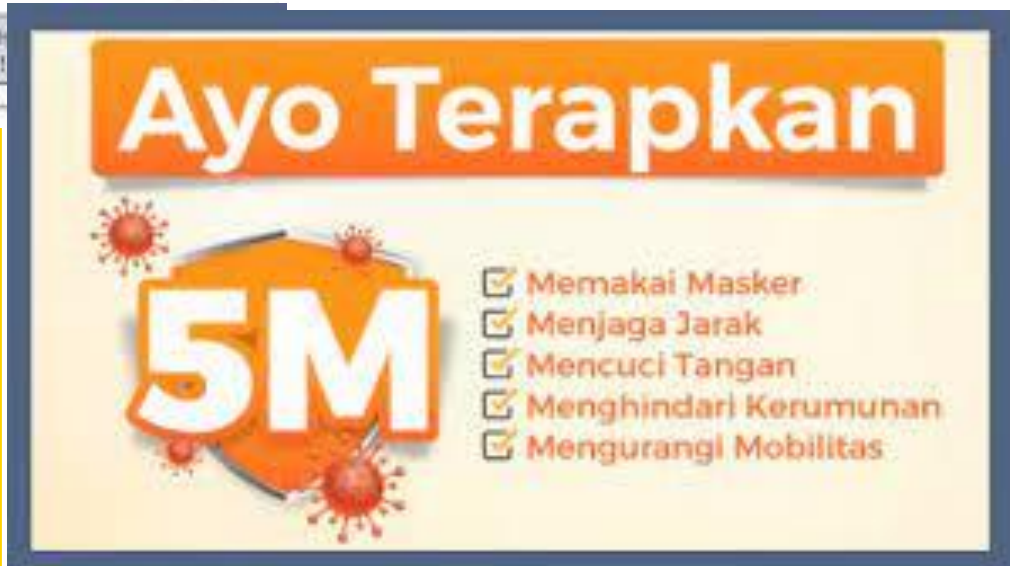 Ayo Terapkan
5M
Memakai Masker
Menjaga Jarak
Mencuci Tangan
Menghindari Kerumunan
Mengurangi Mobilitas